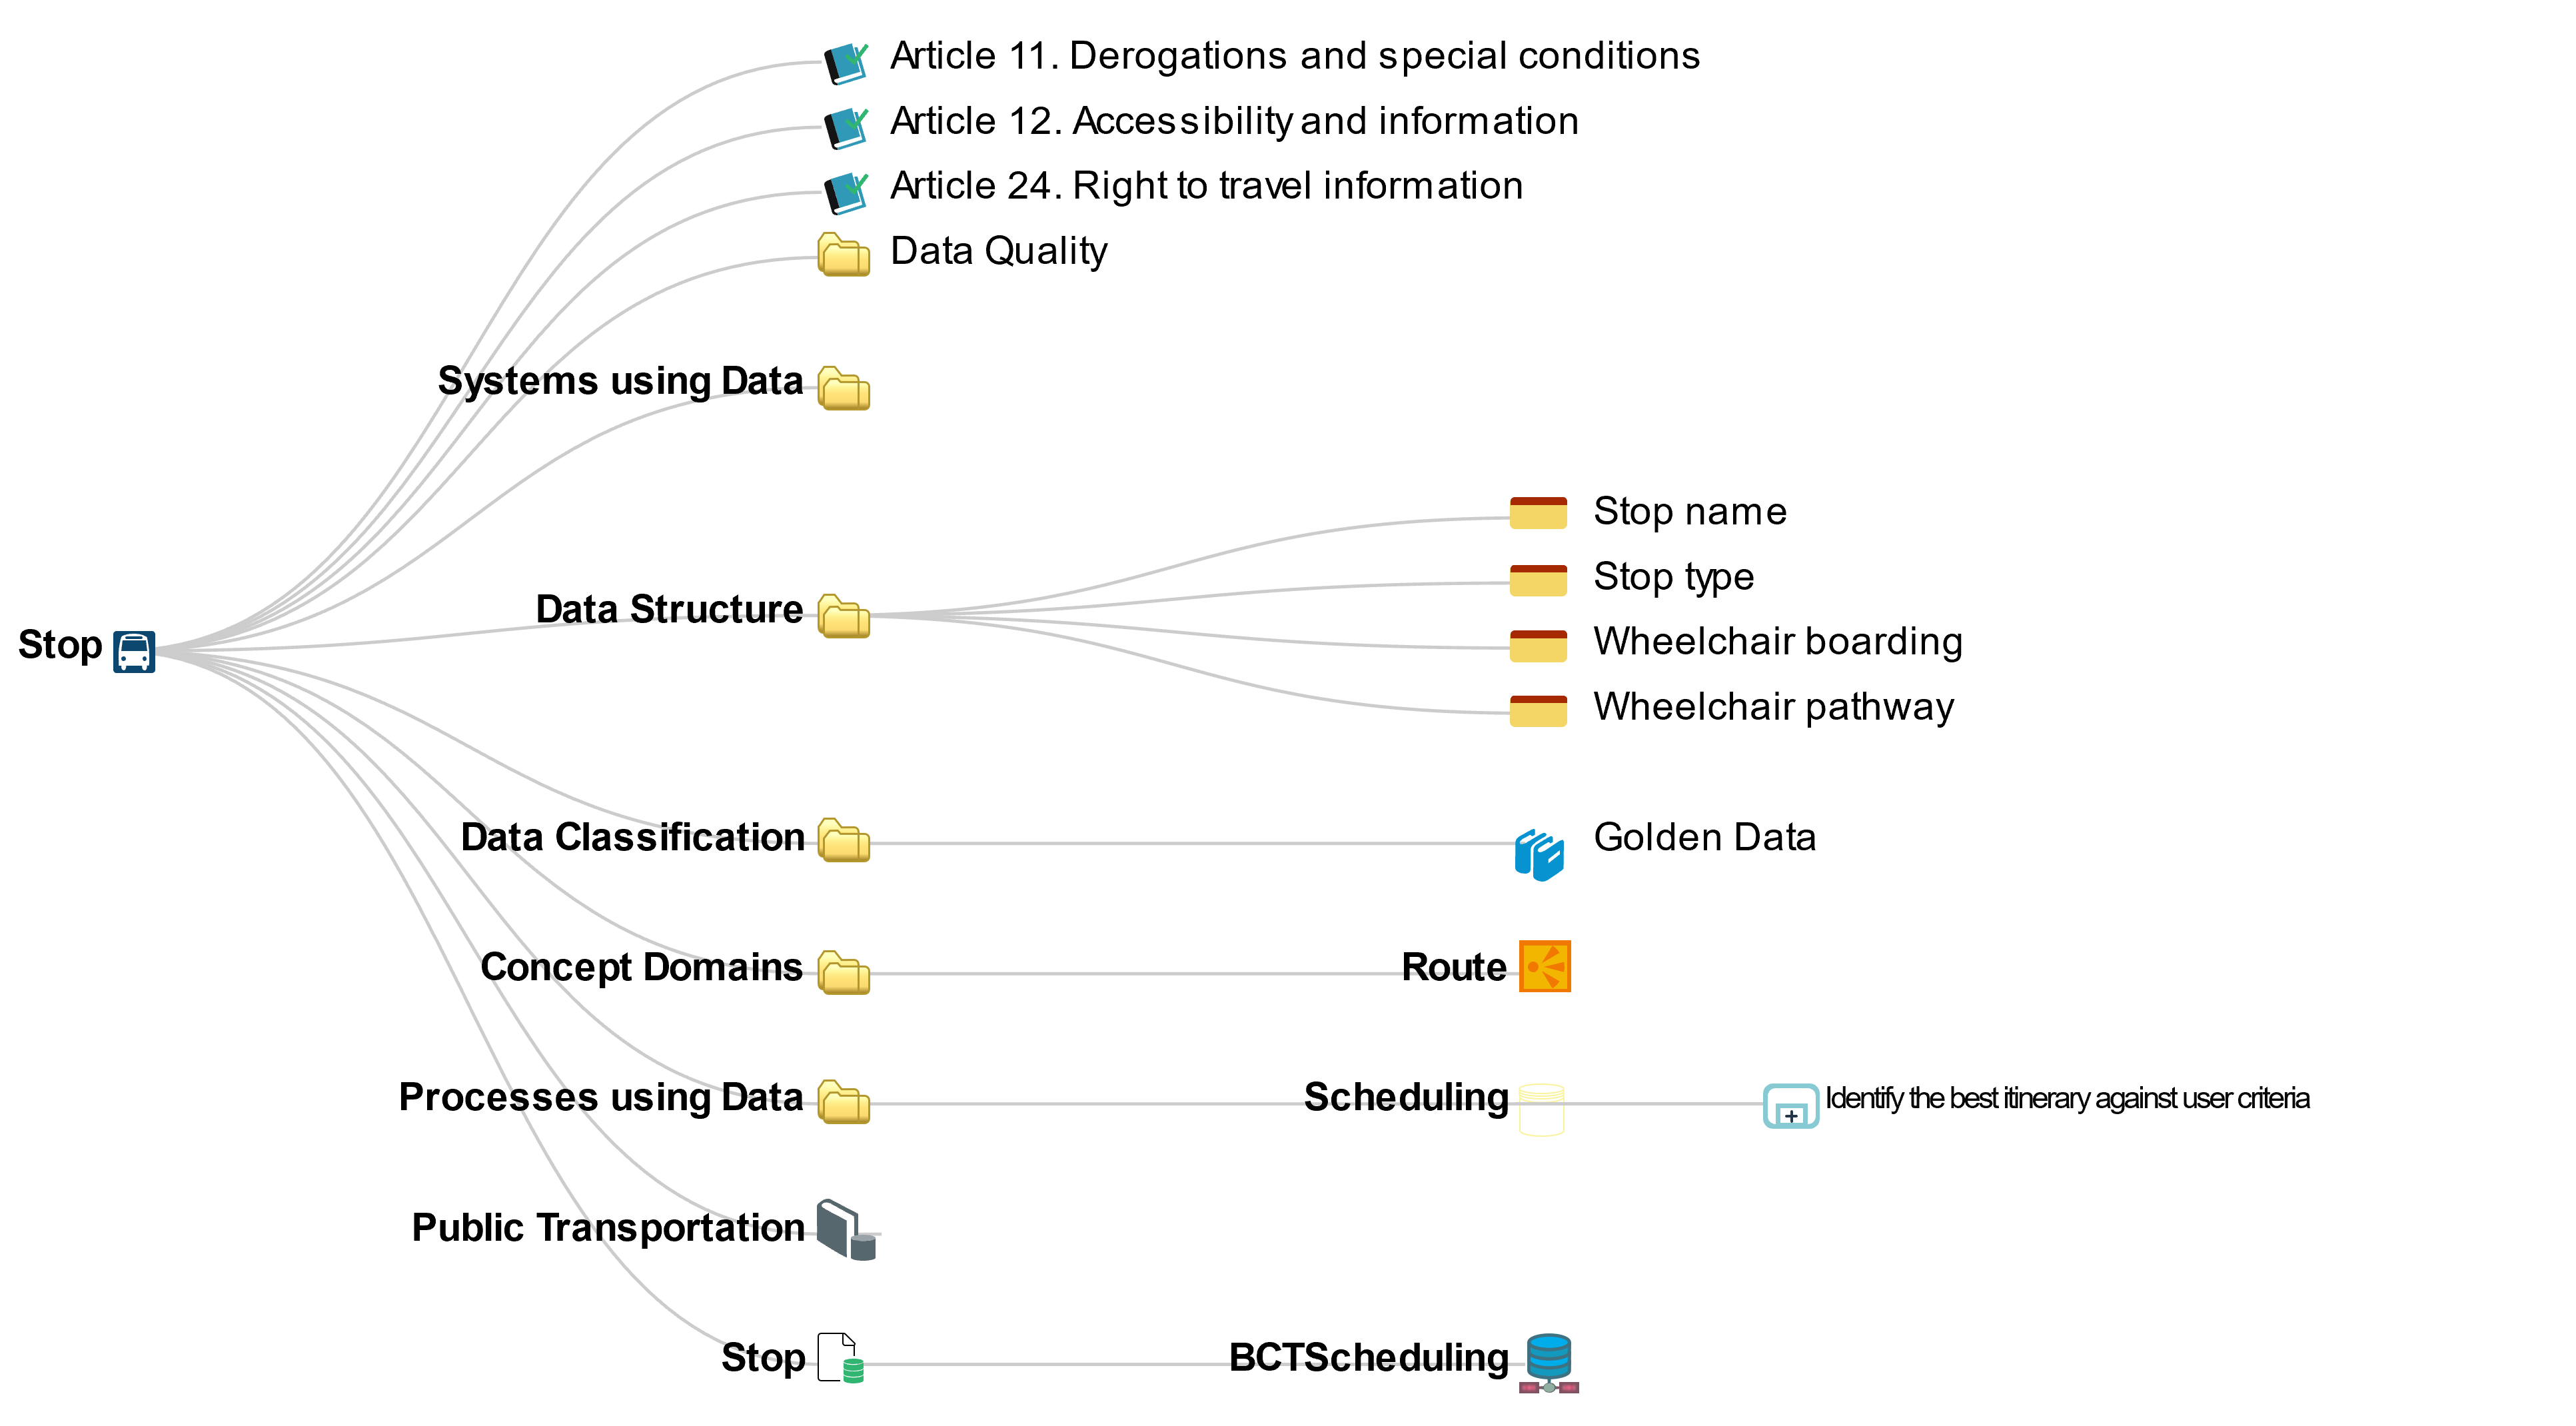 Article 11. Derogations and special conditions
Article 12. Accessibility and information
Article 24. Right to travel information
Data Quality
Systems using Data
Stop name
Stop type
Data Structure
Stop
Wheelchair boarding
Wheelchair pathway
Data Classification
Golden Data
Concept Domains
Route
Processes using Data
Scheduling
Identify the best itinerary against user criteria
Public Transportation
Stop
BCTScheduling